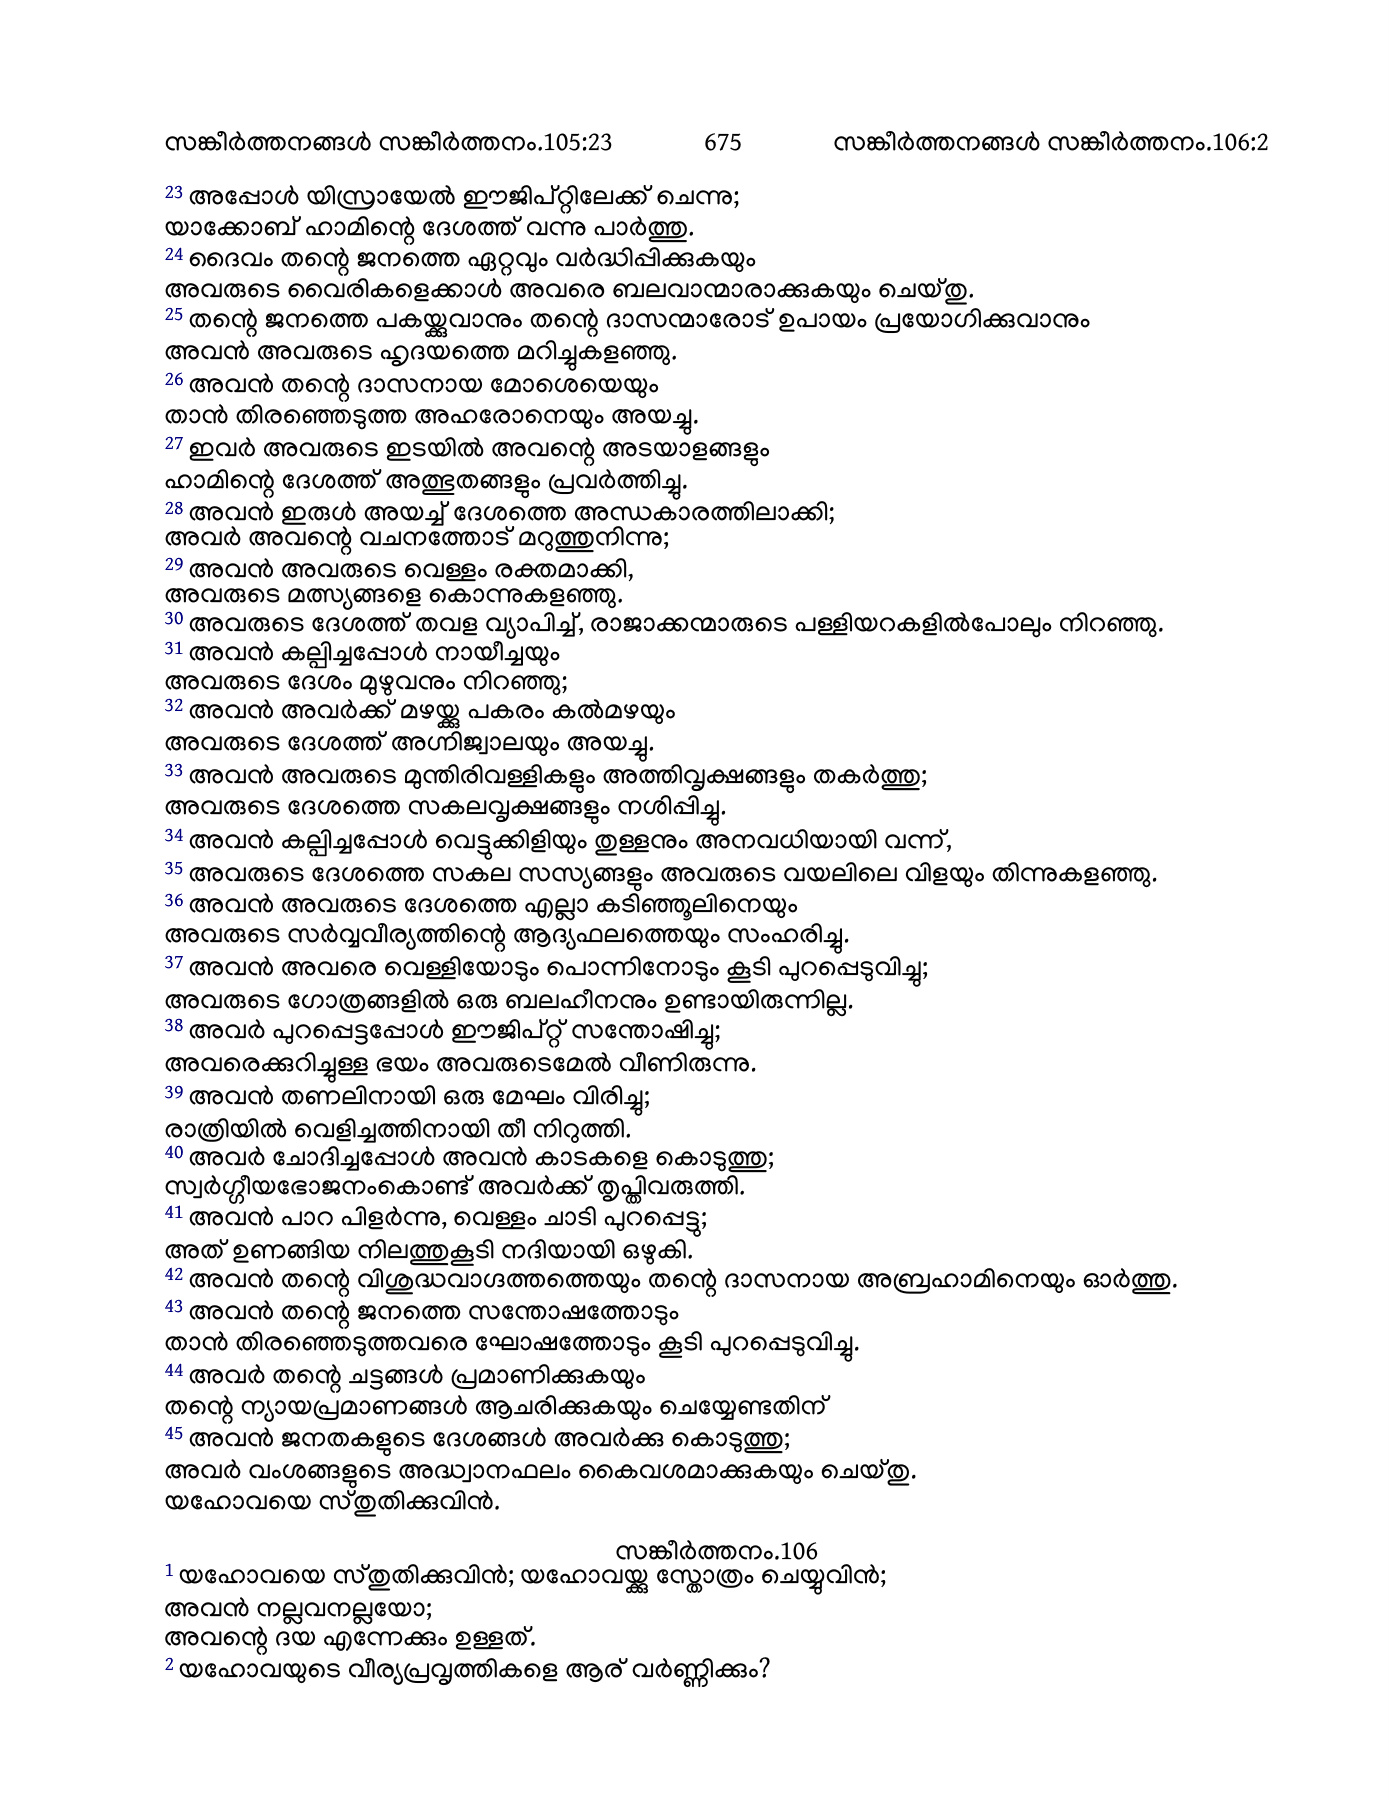 സങ്കീർത്തനങ്ങൾ സങ്കീർത്തനം.105:23 675 സങ്കീർത്തനങ്ങൾ സങ്കീർത്തനം.106:2
23 അപ്പോൾ യിസ്രായേൽ ഈജിപ്റ്റിലേക്ക് ചെന്നു;
യാക്കോബ് ഹാമിന്റെ ദേശത്ത് വന്നു പാർത്തു.
24 ദൈവം തന്റെ ജനത്തെ ഏറ്റവും വർദ്ധിപ്പിക്കുകയും
അവരുടെ വൈരികളെക്കാൾ അവരെ ബലവാന്മാരാക്കുകയും ചെയ്തു.
25 തന്റെ ജനത്തെ പകയ്ക്കുവാനും തന്റെ ദാസന്മാരോട് ഉപായം പ്രയോഗിക്കുവാനും
അവൻ അവരുടെ ഹൃദയത്തെ മറിച്ചുകളഞ്ഞു.
26 അവൻ തന്റെ ദാസനായ മോശെയെയും
താൻ തിരഞ്ഞെടുത്ത അഹരോനെയും അയച്ചു.
27 ഇവർ അവരുടെ ഇടയിൽ അവന്റെ അടയാളങ്ങളും
ഹാമിന്റെ ദേശത്ത് അത്ഭുതങ്ങളും പ്രവർത്തിച്ചു.
28 അവൻ ഇരുൾ അയച്ച് ദേശത്തെ അന്ധകാരത്തിലാക്കി;
അവർ അവന്റെ വചനത്തോട് മറുത്തുനിന്നു;
29 അവൻ അവരുടെ വെള്ളം രക്തമാക്കി,
അവരുടെ മത്സ്യങ്ങളെ കൊന്നുകളഞ്ഞു.
30 അവരുടെ ദേശത്ത് തവള വ്യാപിച്ച്, രാജാക്കന്മാരുടെ പള്ളിയറകളിൽപോലും നിറഞ്ഞു.
31 അവൻ കല്പിച്ചപ്പോൾ നായീച്ചയും
അവരുടെ ദേശം മുഴുവനും നിറഞ്ഞു;
32 അവൻ അവർക്ക് മഴയ്ക്കു പകരം കൽമഴയും
അവരുടെ ദേശത്ത് അഗ്നിജ്വാലയും അയച്ചു.
33 അവൻ അവരുടെ മുന്തിരിവള്ളികളും അത്തിവൃക്ഷങ്ങളും തകർത്തു;
അവരുടെ ദേശത്തെ സകലവൃക്ഷങ്ങളും നശിപ്പിച്ചു.
34 അവൻ കല്പിച്ചപ്പോൾ വെട്ടുക്കിളിയും തുള്ളനും അനവധിയായി വന്ന്,
35 അവരുടെ ദേശത്തെ സകല സസ്യങ്ങളും അവരുടെ വയലിലെ വിളയും തിന്നുകളഞ്ഞു.
36 അവൻ അവരുടെ ദേശത്തെ എല്ലാ കടിഞ്ഞൂലിനെയും
അവരുടെ സർവ്വവീര്യത്തിന്റെ ആദ്യഫലത്തെയും സംഹരിച്ചു.
37 അവൻ അവരെ വെള്ളിയോടും പൊന്നിനോടും കൂടി പുറപ്പെടുവിച്ചു;
അവരുടെ ഗോത്രങ്ങളിൽ ഒരു ബലഹീനനും ഉണ്ടായിരുന്നില്ല.
38 അവർ പുറപ്പെട്ടപ്പോൾ ഈജിപ്റ്റ് സന്തോഷിച്ചു;
അവരെക്കുറിച്ചുള്ള ഭയം അവരുടെമേൽ വീണിരുന്നു.
39 അവൻ തണലിനായി ഒരു മേഘം വിരിച്ചു;
രാത്രിയിൽ വെളിച്ചത്തിനായി തീ നിറുത്തി.
40 അവർ ചോദിച്ചപ്പോൾ അവൻ കാടകളെ കൊടുത്തു;
സ്വർഗ്ഗീയഭോജനംകൊണ്ട് അവർക്ക് തൃപ്തിവരുത്തി.
41 അവൻ പാറ പിളർന്നു, വെള്ളം ചാടി പുറപ്പെട്ടു;
അത് ഉണങ്ങിയ നിലത്തുകൂടി നദിയായി ഒഴുകി.
42 അവൻ തന്റെ വിശുദ്ധവാഗ്ദത്തത്തെയും തന്റെ ദാസനായ അബ്രഹാമിനെയും ഓർത്തു.
43 അവൻ തന്റെ ജനത്തെ സന്തോഷത്തോടും
താൻ തിരഞ്ഞെടുത്തവരെ ഘോഷത്തോടും കൂടി പുറപ്പെടുവിച്ചു.
44 അവർ തന്റെ ചട്ടങ്ങൾ പ്രമാണിക്കുകയും
തന്റെ ന്യായപ്രമാണങ്ങൾ ആചരിക്കുകയും ചെയ്യേണ്ടതിന്
45 അവൻ ജനതകളുടെ ദേശങ്ങൾ അവർക്കു കൊടുത്തു;
അവർ വംശങ്ങളുടെ അദ്ധ്വാനഫലം കൈവശമാക്കുകയും ചെയ്തു.
യഹോവയെ സ്തുതിക്കുവിൻ.
സങ്കീർത്തനം.106
1 യഹോവയെ സ്തുതിക്കുവിൻ; യഹോവയ്ക്കു സ്തോത്രം ചെയ്യുവിൻ;
അവൻ നല്ലവനല്ലയോ;
അവന്റെ ദയ എന്നേക്കും ഉള്ളത്.
2 യഹോവയുടെ വീര്യപ്രവൃത്തികളെ ആര് വർണ്ണിക്കും?